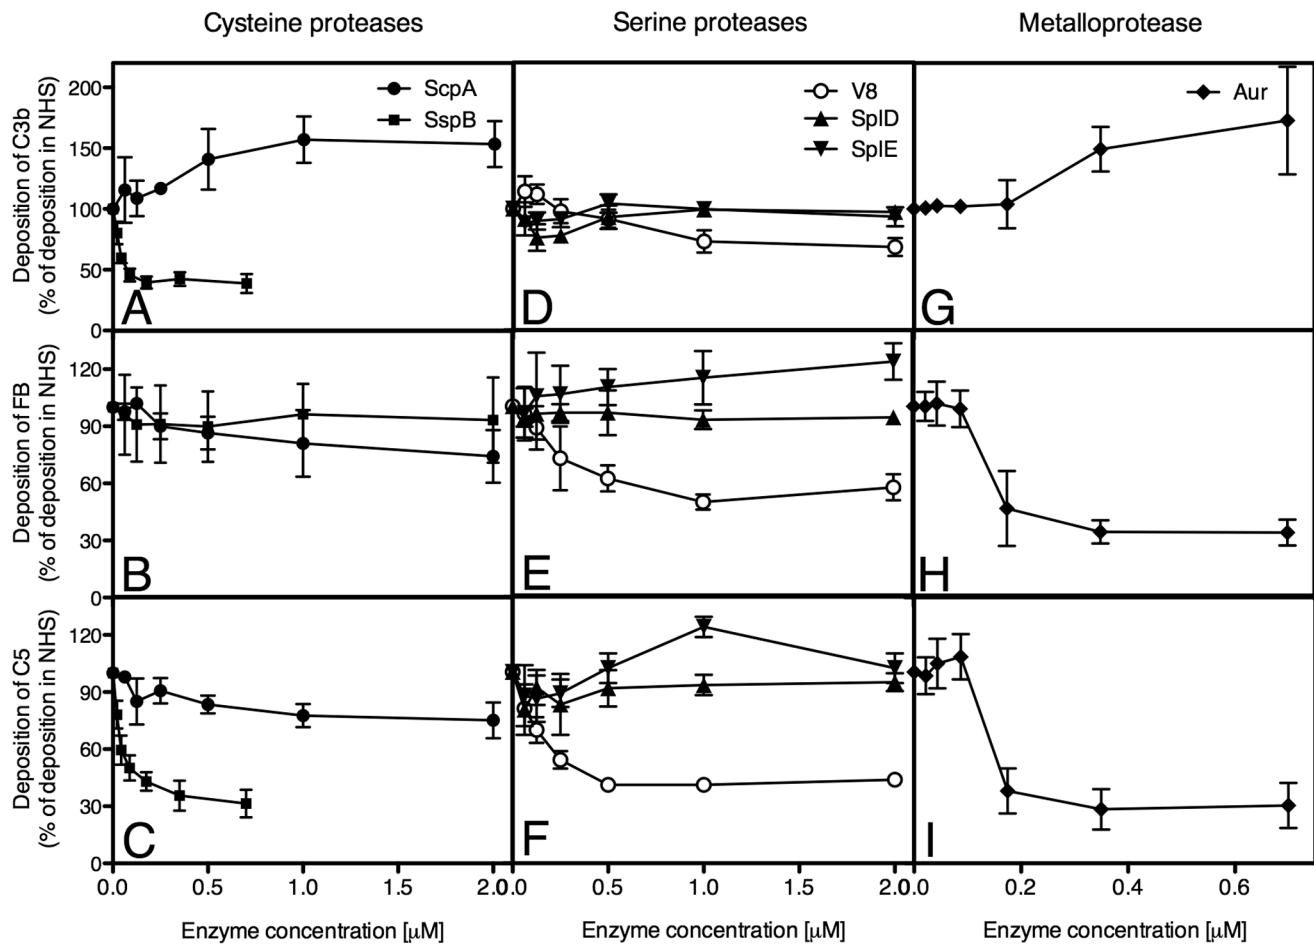 Cysteine proteases
Serine proteases
Metalloprotease
Deposition of C3b
(% of deposition in NHS)
200
150
100
50
0
ScpA
SspB
A
V8
SplD
SplE
D
Aur
G
Deposition of FB
(% of deposition in NHS)
120
90
60
30
0
B
E
H
Deposition of C5
(% of deposition in NHS)
120
90
60
30
0
C
F
I
0.0 0.5 1.0 1.5 2.0
0.0 0.5 1.0 1.5 2.0
0.0 0.2 0.4 0.6
Enzyme concentration [μM]
Enzyme concentration [μM]
Enzyme concentration [μM]